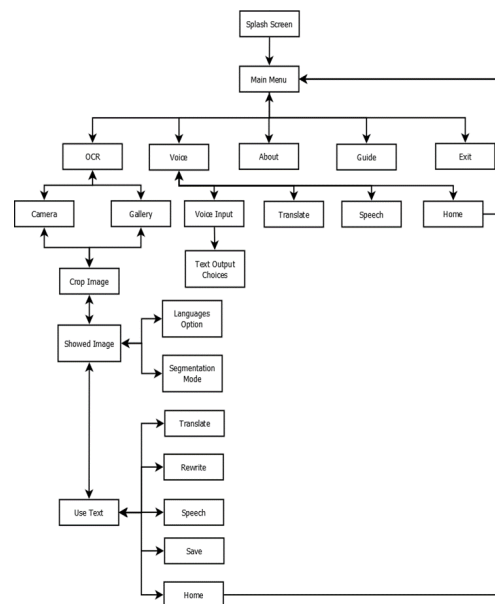 Splash Screen
Main Menu
OCR
Voice
About
Guide
Exit
Camera
Gallery
Voice Input
Translate
Speech
Home
Text Output
Choices
Crop Image
Languages
Option
Showed Image
Segmentation
Mode
Translate
Rewrite
Use Text
Speech
Save
Home